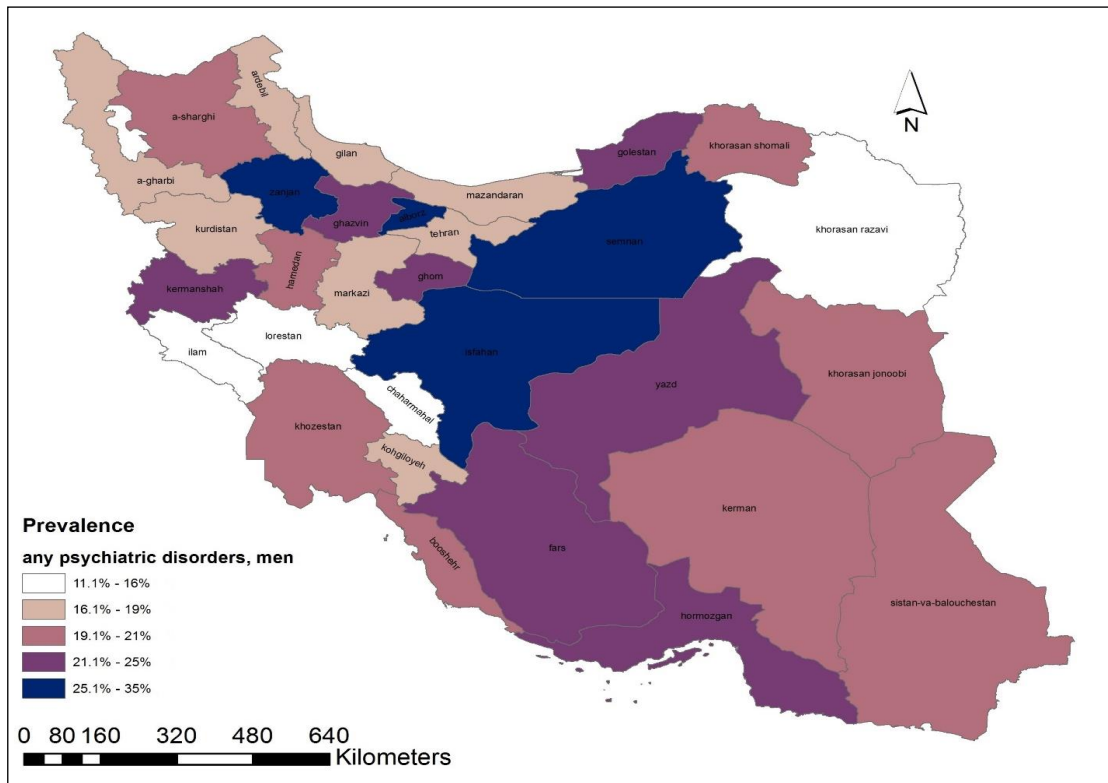 ardebil
a-sharghi
N
golestan
khorasan shomali
gilan
a-gharbi
zanjan
mazandaran
ghazvin
alborz
kurdistan
tehran
khorasan razavi
semnan
hamedan
ghom
kermanshah
markazi
lorestan
ilam
isfahan
khorasan jonoobi
yazd
chaharmahal
khozestan
kohgiloyeh
kerman
fars
booshehr
sistan-va-balouchestan
hormozgan
Prevalence
any psychiatric disorders, men
11.1% - 16%
16.1% - 19%
19.1% - 21%
21.1% - 25%
25.1% - 35%
0 80 160 320 480 640
Kilometers